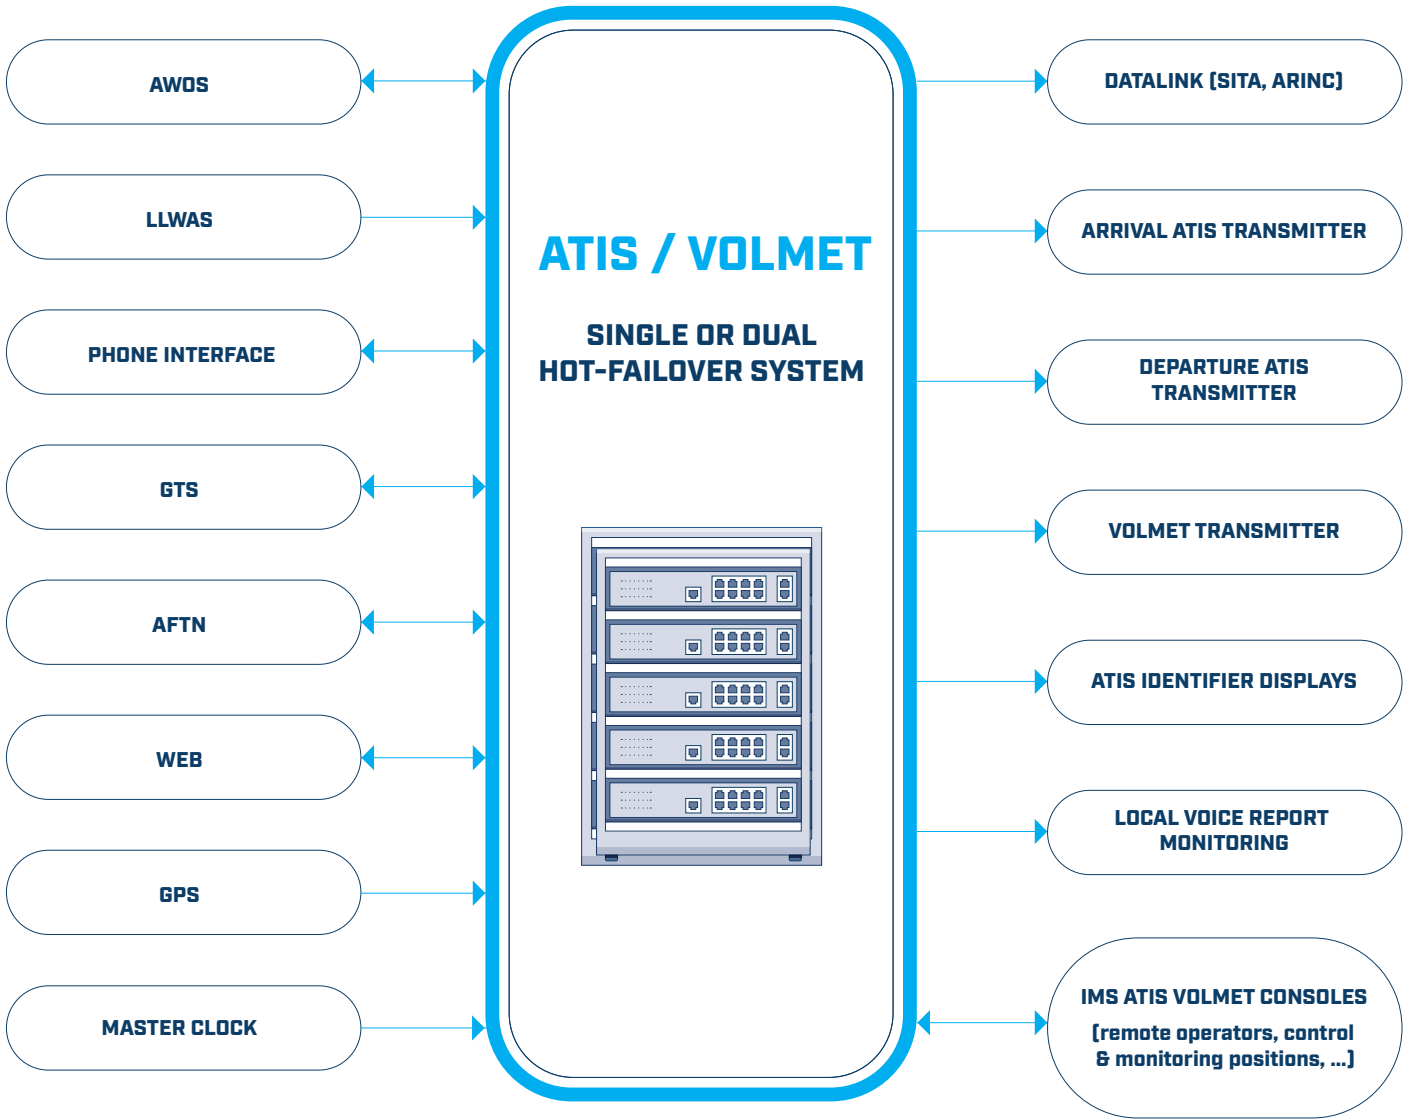 AWOS
LLWAS
PHONE INTERFACE
GTS
AFTN
WEB
GPS
MASTER CLOCK
ATIS / VOLMET
SINGLE OR DUAL
HOT-FAILOVER SYSTEM
DATALINK (SITA, ARINC)
ARRIVAL ATIS TRANSMITTER
DEPARTURE ATIS
TRANSMITTER
VOLMET TRANSMITTER
ATIS IDENTIFIER DISPLAYS
LOCAL VOICE REPORT
MONITORING
IMS ATIS VOLMET CONSOLES
(remote operators, control
& monitoring positions, ...)